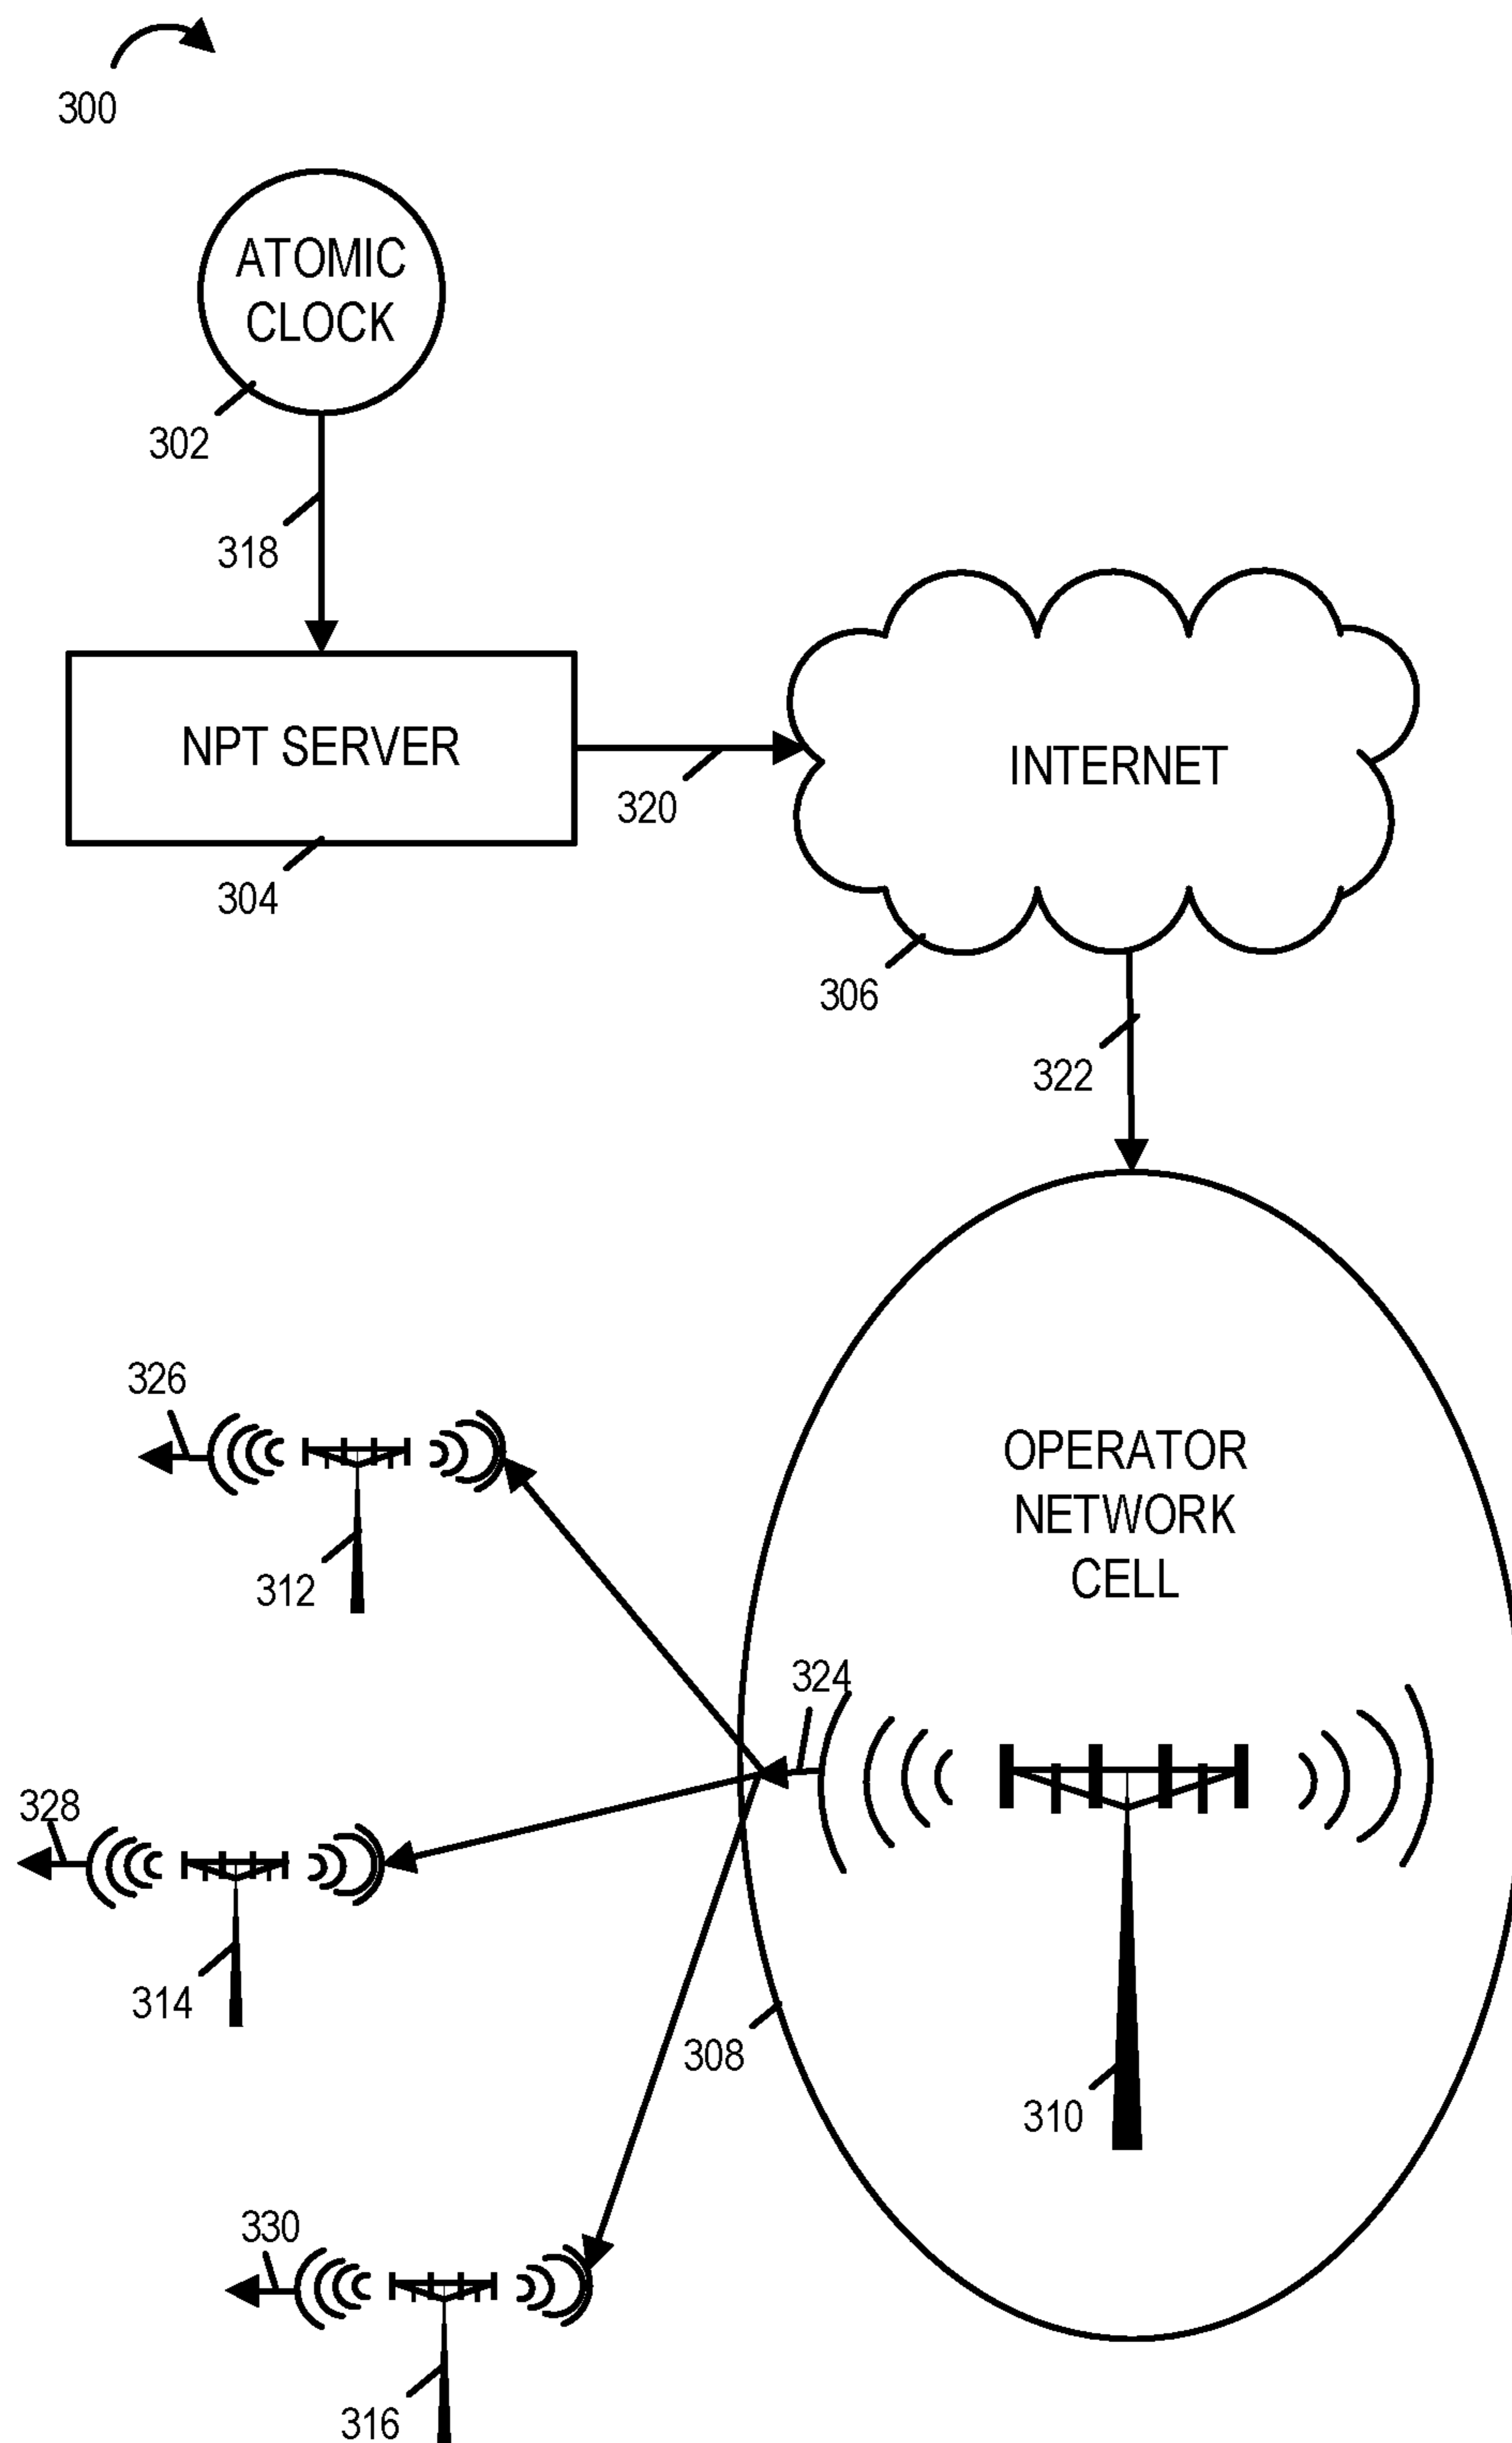 300
ATOMIC
CLOCK
302
318
NPT SERVER
320
INTERNET
304
306
322
326
OPERATOR
NETWORK
CELL
312
324
328
314
308
310
330
316